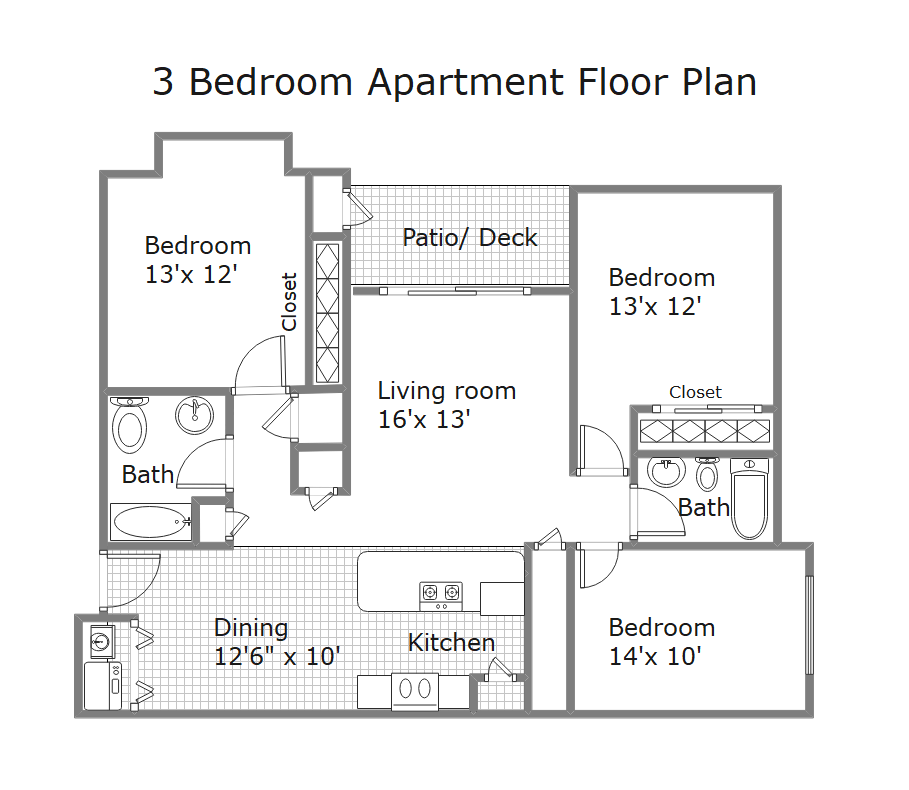 3 Bedroom Apartment Floor Plan
Patio/ Deck
Bedroom
13'x 12'
Closet
Bedroom
13'x 12'
Living room
16'x 13'
Closet
Bath
Bath
Dining
12'6" x 10'
Kitchen
Bedroom
14'x 10'